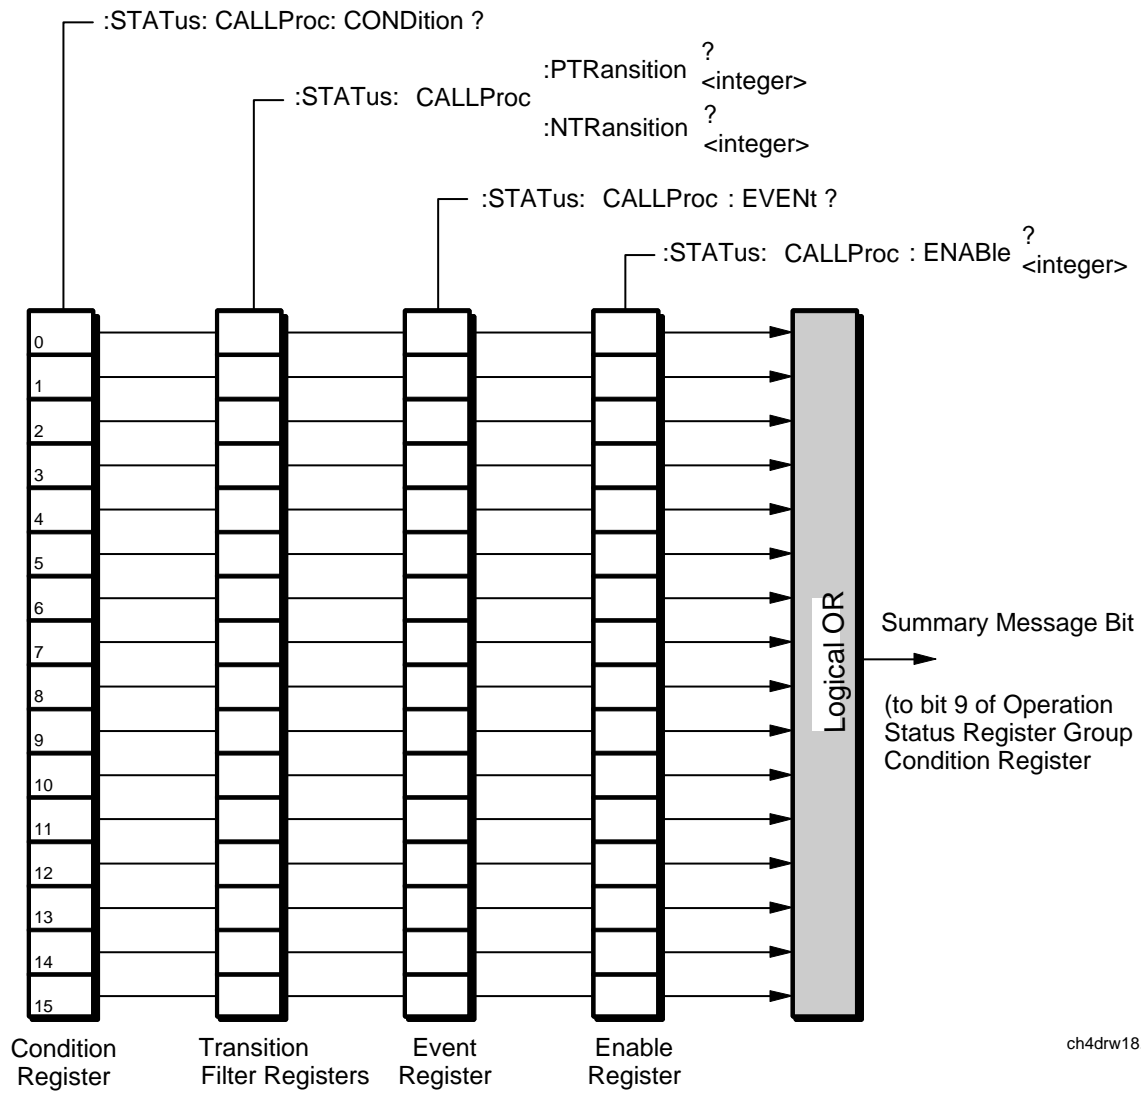 :STATus: CALLProc: CONDition ?
?
:PTRansition <integer>
:STATus: CALLProc
?
:NTRansition <integer>
:STATus: CALLProc : EVENt ?
?
:STATus: CALLProc : ENABle <integer>
0
1
2
3
4
5
6
7
8
9
10
11
12
13
14
15
Logical OR
Summary Message Bit
(to bit 9 of Operation
Status Register Group
Condition Register
Condition
Register
Transition
Filter Registers
Event
Register
Enable
Register
ch4drw18